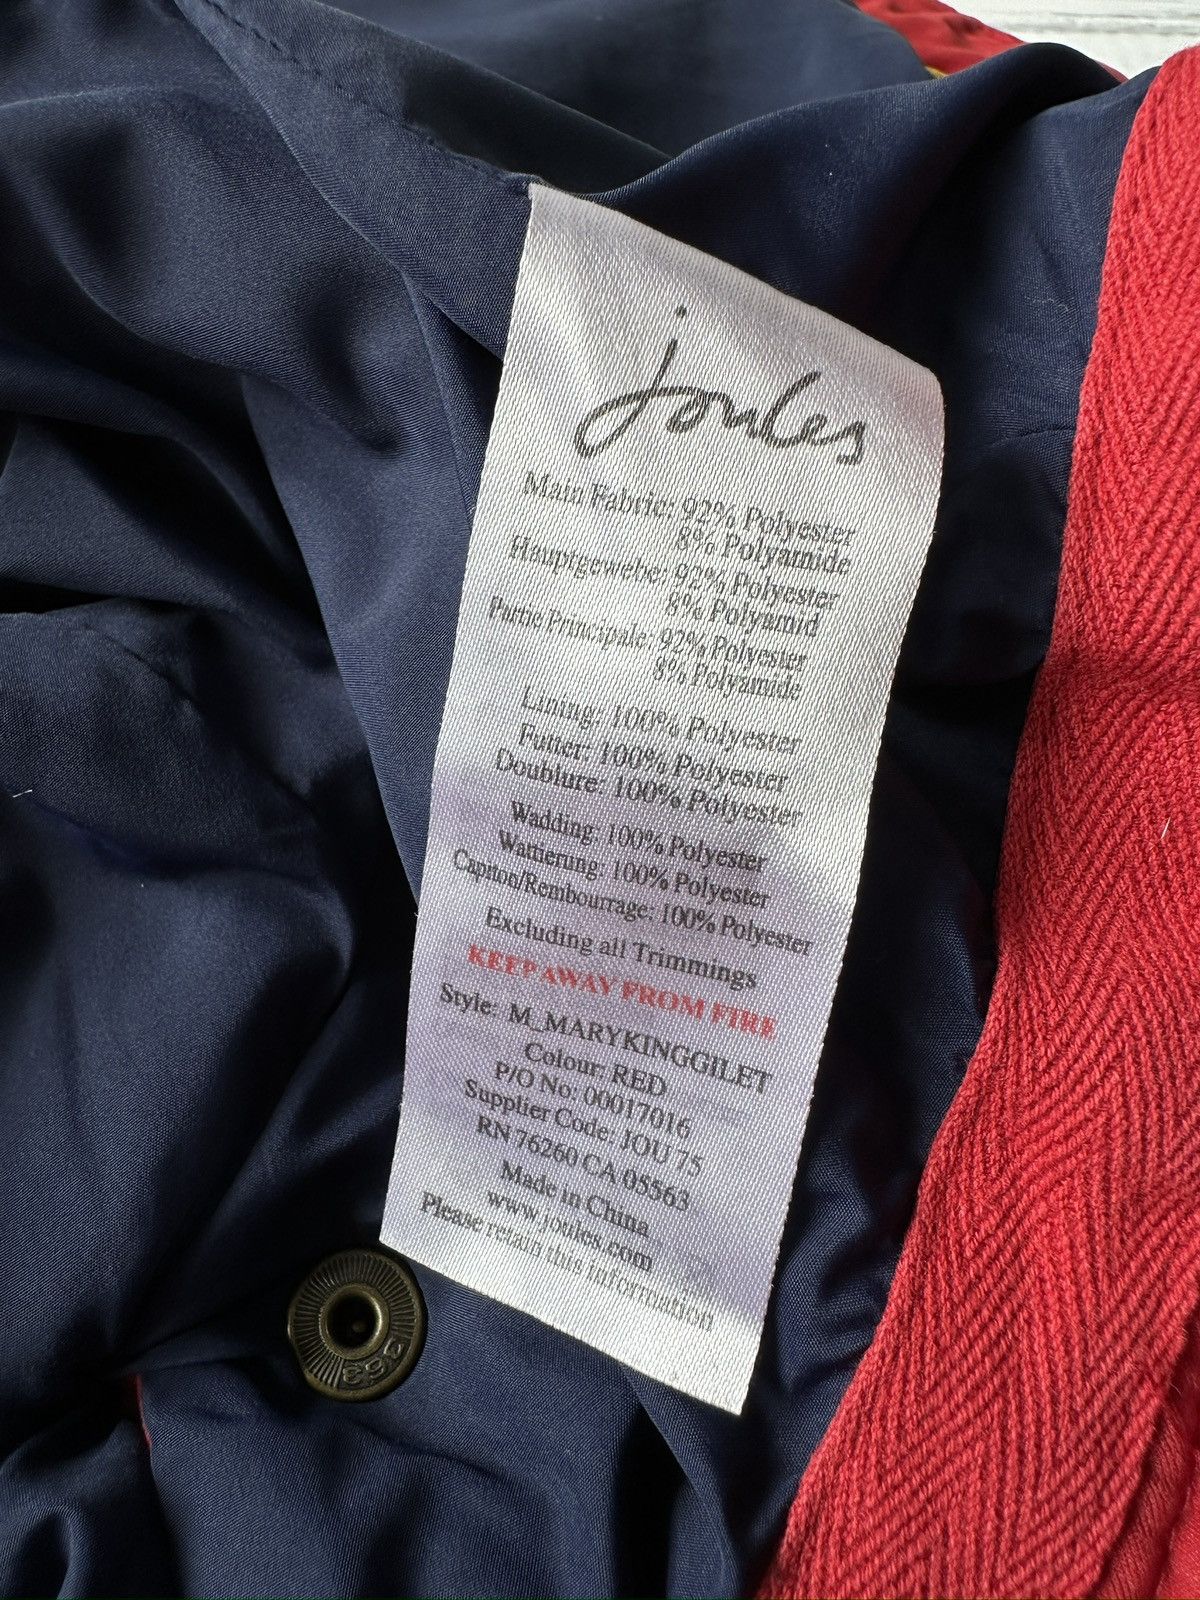 joules
Main Fabric: 92% Polyester
8% Polyamide
Hauptgewebe: 92% Polyester
8% Polyamid
Partie Principale: 92% Polyester
8% Polyamide
Lining: 100% Polyester
Futter: 100% Polyester
Doublure: 100% Polyester
Wadding: 100% Polyester
Wattierung: 100% Polyester
Capiton/Rembourrage: 100% Polyester
Excluding all Trimmings
KEEP AWAY FROM FIRE
Style: M_MARYKINGGILET
Colour: RED
P/O No: 00017016
Supplier Code: JOU 75
RN 76260 CA 05563
Made in China
www.joules.com
Please retain this information
363